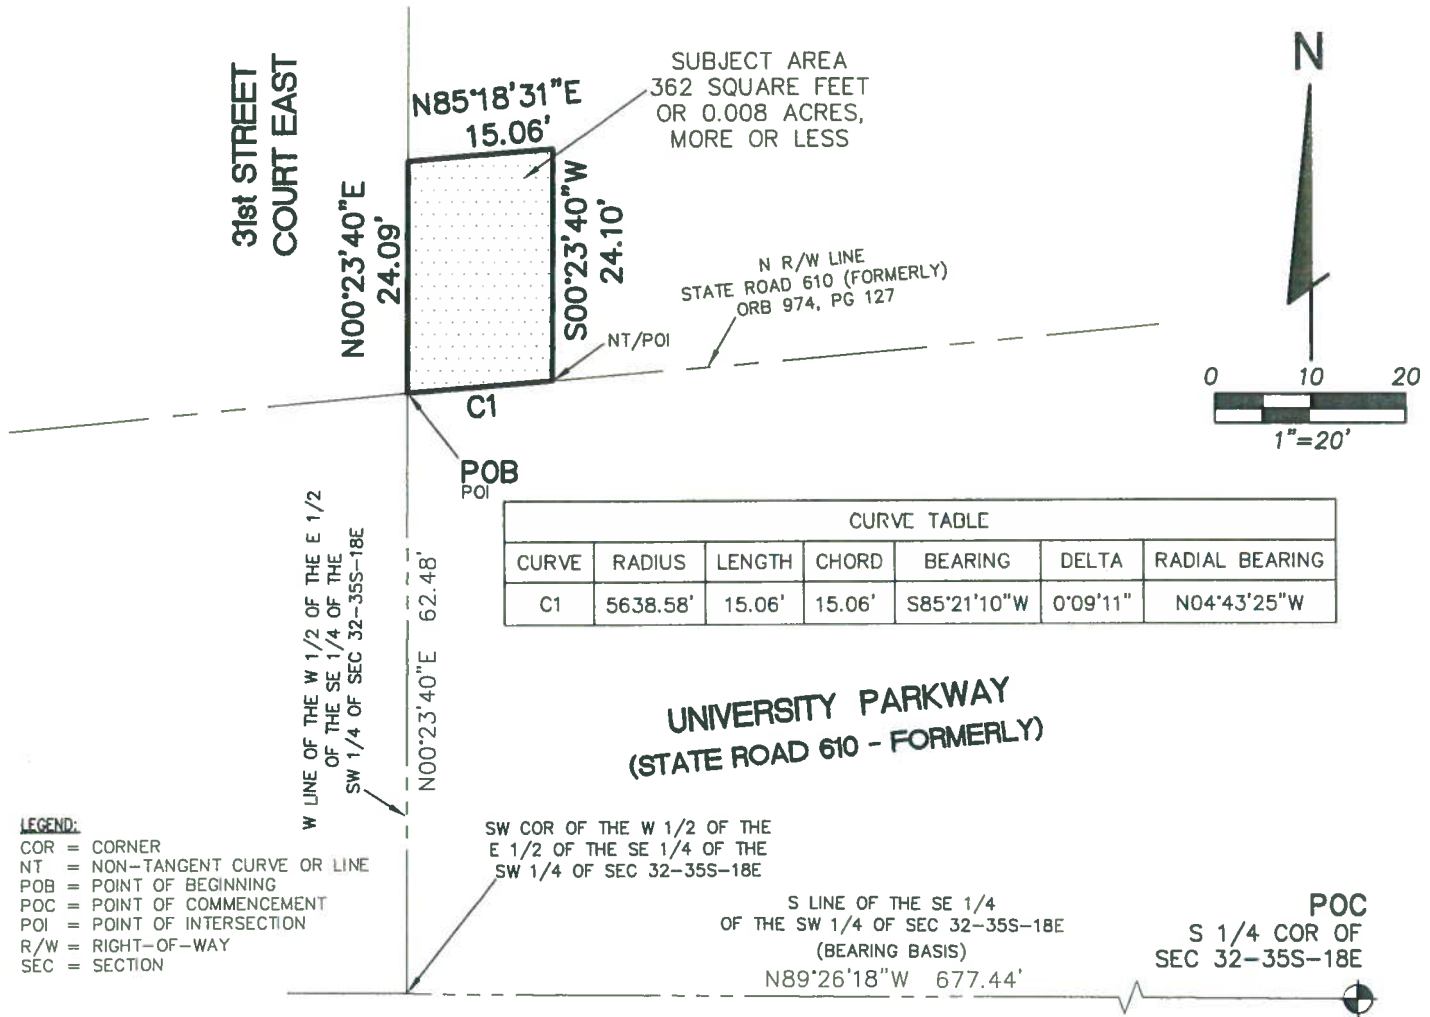 31st STREET
COURT EAST
N85°18'31"E
15.06'
SUBJECT AREA
362 SQUARE FEET
OR 0.008 ACRES,
MORE OR LESS
N
N00°23'40"E
24.09'
S00°23'40"W
24.10'
N R/W LINE
STATE ROAD 610 (FORMERLY)
ORB 974, PG 127
NT/POI
C1
0 10 20
1"=20'
POB
POI
CURVE TABLE
CURVE RADIUS LENGTH CHORD BEARING DELTA RADIAL BEARING
C1 5638.58' 15.06' 15.06' S85°21'10"W 0°09'11" N04°43'25"W
W LINE OF THE W 1/2 OF THE E 1/2
OF THE SE 1/4 OF THE
SW 1/4 OF SEC 32-35S-18E
N00°23'40"E 62.48'
UNIVERSITY PARKWAY
(STATE ROAD 610 - FORMERLY)
LEGEND:
COR = CORNER
NT = NON-TANGENT CURVE OR LINE
POB = POINT OF BEGINNING
POC = POINT OF COMMENCEMENT
POI = POINT OF INTERSECTION
R/W = RIGHT-OF-WAY
SEC = SECTION
SW COR OF THE W 1/2 OF THE
E 1/2 OF THE SE 1/4 OF THE
SW 1/4 OF SEC 32-35S-18E
S LINE OF THE SE 1/4
OF THE SW 1/4 OF SEC 32-35S-18E
(BEARING BASIS)
N89°26'18"W 677.44'
POC
S 1/4 COR OF
SEC 32-35S-18E